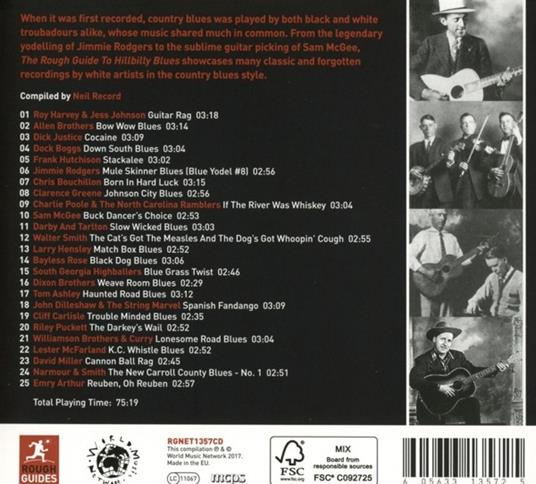 When it was first recorded, country blues was played by both black and white
troubadours alike, whose music shared much in common. From the legendary
yodelling of Jimmie Rodgers to the sublime guitar picking of Sam McGee,
The Rough Guide To Hillbilly Blues showcases many classic and forgotten
recordings by white artists in the country blues style.
Compiled by Neil Record
01 Roy Harvey & Jess Johnson Guitar Rag 03:18
02 Allen Brothers Bow Wow Blues 03:14
03 Dick Justice Cocaine 03:09
04 Dock Boggs Down South Blues 03:04
05 Frank Hutchison Stackalee 03:02
06 Jimmie Rodgers Mule Skinner Blues (Blue Yodel #8) 02:56
07 Chris Bouchillon Born In Hard Luck 03:15
08 Clarence Greene Johnson City Blues 02:56
09 Charlie Poole & The North Carolina Ramblers If The River Was Whiskey 03:04
10 Sam McGee Buck Dancer's Choice 02:53
11 Darby And Tarlton Slow Wicked Blues 03:03
12 Walter Smith The Cat's Got The Measles And The Dog's Got Whoopin' Cough 02:55
13 Larry Hensley Match Box Blues 02:53
14 Bayless Rose Black Dog Blues 03:06
15 South Georgia Highballers Blue Grass Twist 02:46
16 Dixon Brothers Weave Room Blues 02:29
17 Tom Ashley Haunted Road Blues 03:12
18 John Dilleshaw & The String Marvel Spanish Fandango 03:09
19 Cliff Carlisle Trouble Minded Blues 02:35
20 Riley Puckett The Darkey's Wail 02:52
21 Williamson Brothers & Curry Lonesome Road Blues 03:03
22 Lester McFarland K.C. Whistle Blues 02:52
23 David Miller Cannon Ball Rag 02:45
24 Narmour & Smith The New Carroll County Blues - No. 1 02:51
25 Emry Arthur Reuben, Oh Reuben 02:57
Total Playing Time: 75:19
ROUGH
GUIDES
WORLD MUSIC
NETWORK
RGNET1357CD
This compilation ℗ & ©
World Music Network 2017.
Made in the EU.
LC 11067
mcps
FSC
www.fsc.org
MIX
Board from
responsible sources
FSC® C092725
6 05633 13572 5